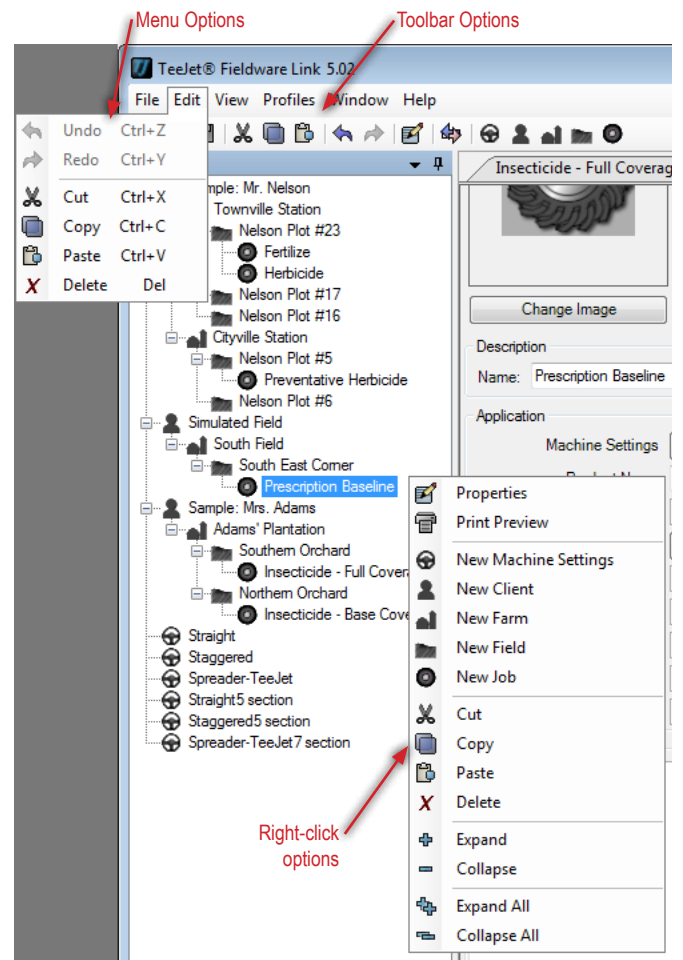 Menu Options
Toolbar Options
TeeJet® Fieldware Link 5.02
File Edit View Profiles Window Help
Undo Ctrl+Z
Redo Ctrl+Y
Cut Ctrl+X
Copy Ctrl+C
Paste Ctrl+V
Delete Del
Mr. Nelson
Townville Station
Nelson Plot #23
Fertilize
Herbicide
Nelson Plot #17
Nelson Plot #16
Cityville Station
Nelson Plot #5
Preventative Herbicide
Nelson Plot #6
Simulated Field
South Field
South East Corner
Prescription Baseline
Sample: Mrs. Adams
Adams' Plantation
Southern Orchard
Insecticide - Full
Northern Orchard
Insecticide - Base
Straight
Staggered
Spreader-TeeJet
Straight5 section
Staggered5 section
Spreader-TeeJet7 section
Insecticide - Full
Change Image
Description
Name: Prescription Baseline
Application
Machine Settings
Properties
Print Preview
New Machine Settings
New Client
New Farm
New Field
New Job
Cut
Copy
Paste
Delete
Expand
Collapse
Expand All
Collapse All
Right-click
options